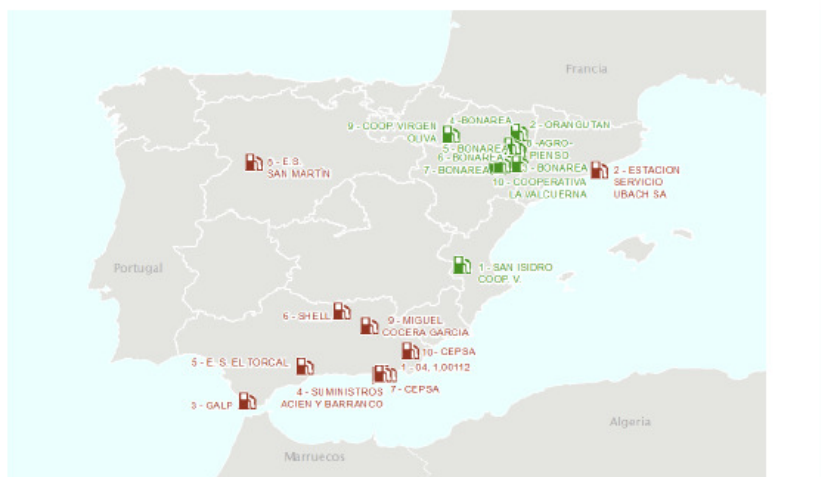 Francia
4 - BONAREA
2 - ORANGUTAN
9 - COOP. VIRGEN
OLIVA
8 - AGRO-
PIENSO
5 - BONAREA
6 - BONAREA
7 - BONAREA
3 - BONAREA
10 - COOPERATIVA
LA VALCUERNA
8 - E.S.
SAN MARTÍN
2 - ESTACION
SERVICIO
UBACH SA
Portugal
1 - SAN ISIDRO
COOP. V.
6 - SHELL
9 - MIGUEL
COCERA GARCIA
10 - CEPSA
1 - 04, 1,00112
5 - E. S. EL TORCAL
7 - CEPSA
4 - SUMINISTROS
ACIEN Y BARRANCO
3 - GALP
Algeria
Marruecos